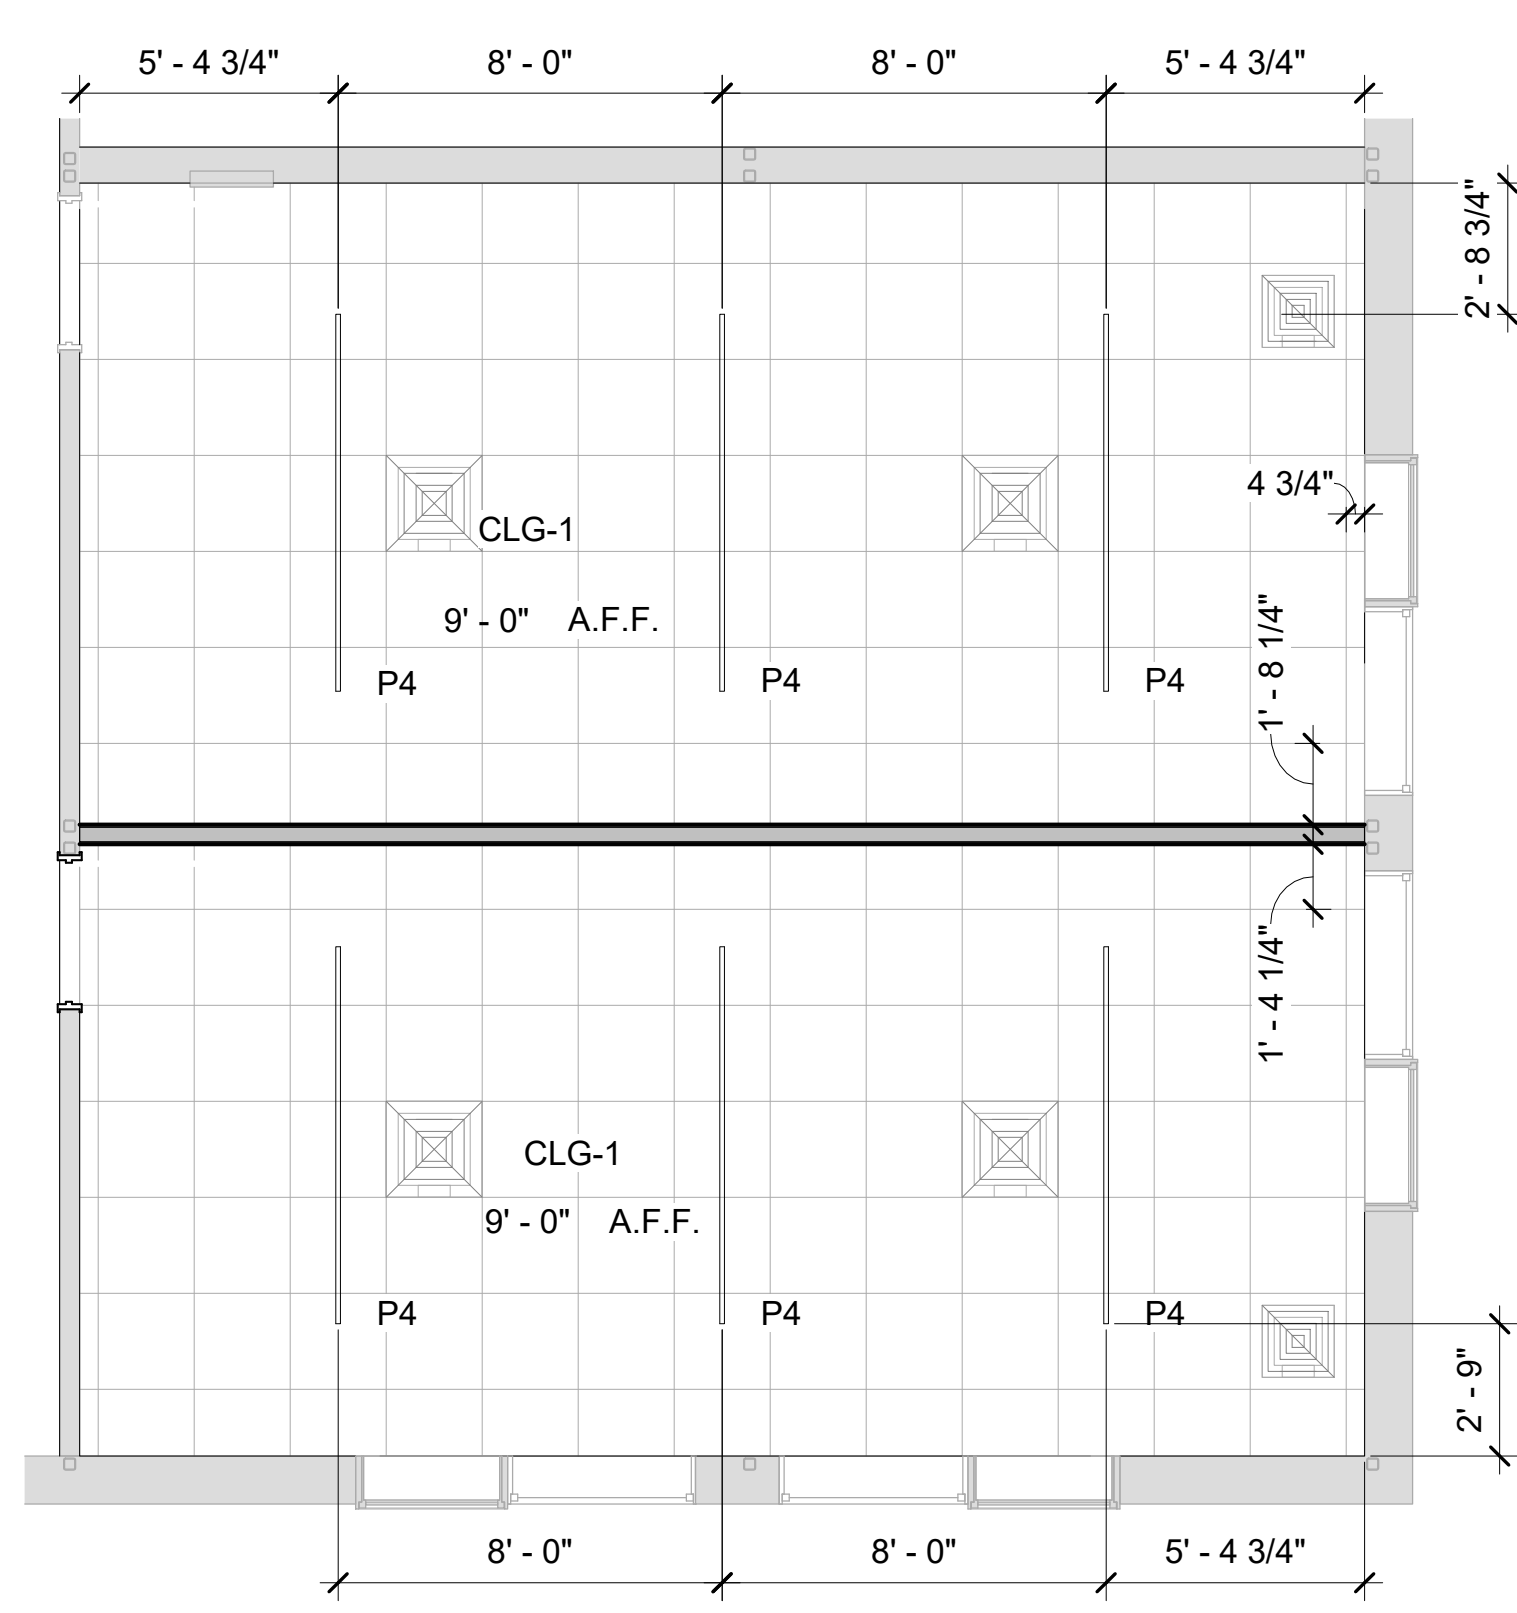 5' - 4 3/4"
8' - 0"
8' - 0"
5' - 4 3/4"
2' - 8 3/4"
4 3/4"
CLG-1
9' - 0" A.F.F.
1' - 8 1/4"
P4
P4
P4
1' - 4 1/4"
CLG-1
9' - 0" A.F.F.
P4
P4
P4
2' - 9"
8' - 0"
8' - 0"
5' - 4 3/4"